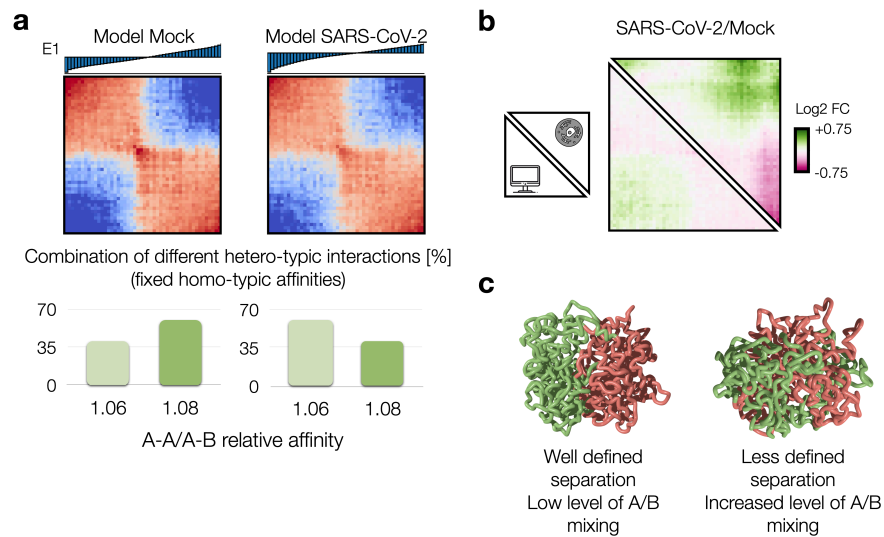 a
Model Mock
Model SARS-CoV-2
E1
Combination of different hetero-typic interactions [%]
(fixed homo-typic affinities)
70
35
0
1.06
1.08
70
35
0
1.06
1.08
A-A/A-B relative affinity
b
SARS-CoV-2/Mock
Log2 FC
+0.75
-0.75
c
Well defined
separation
Low level of A/B
mixing
Less defined
separation
Increased level of A/B
mixing